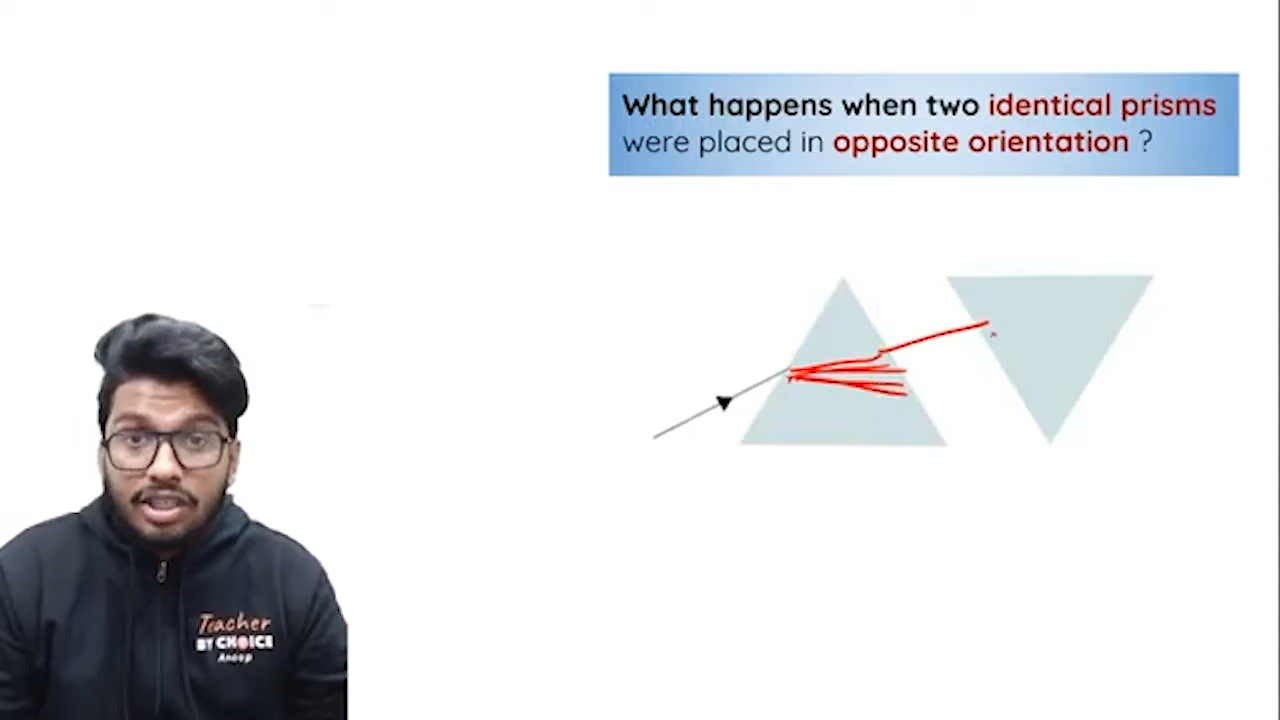 What happens when two identical prisms
were placed in opposite orientation ?
Teacher
BY CHOICE
Anoop